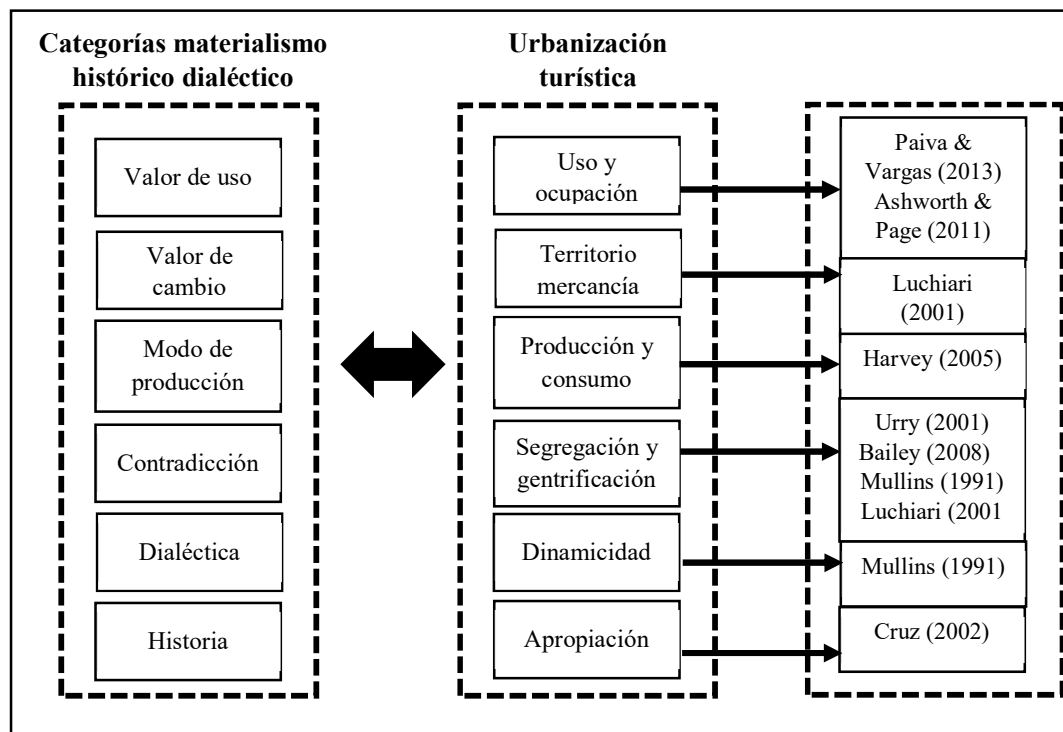 Categorías materialismo
histórico dialéctico
Valor de uso
Valor de
cambio
Modo de
producción
Contradicción
Dialéctica
Historia
Urbanización
turística
Uso y
ocupación
Territorio
mercancía
Producción y
consumo
Segregación y
gentrificación
Dinamicidad
Apropiación
Paiva &
Vargas (2013)
Ashworth &
Page (2011)
Luchiari
(2001)
Harvey (2005)
Urry (2001)
Bailey (2008)
Mullins (1991)
Luchiari (2001
Mullins (1991)
Cruz (2002)